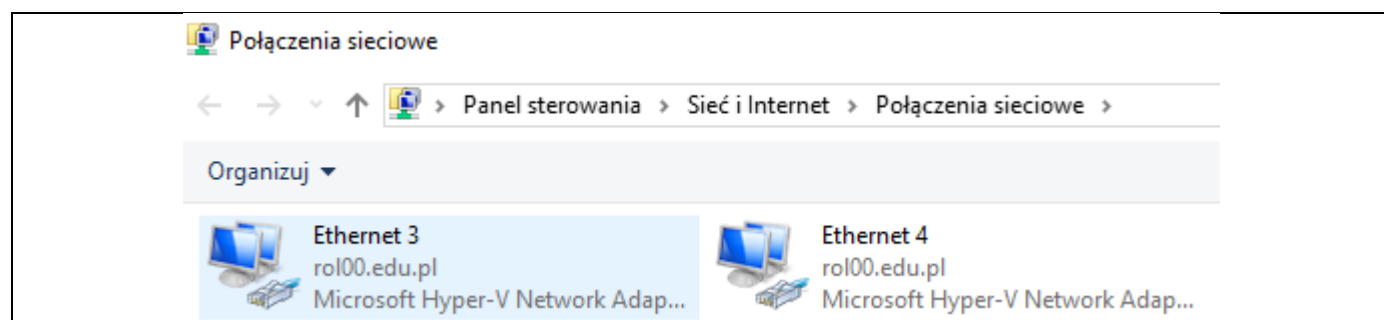 Połączenia sieciowe
Panel sterowania > Sieć i Internet > Połączenia sieciowe >
Organizuj
Ethernet 3
rol00.edu.pl
Microsoft Hyper-V Network Adap...
Ethernet 4
rol00.edu.pl
Microsoft Hyper-V Network Adap...